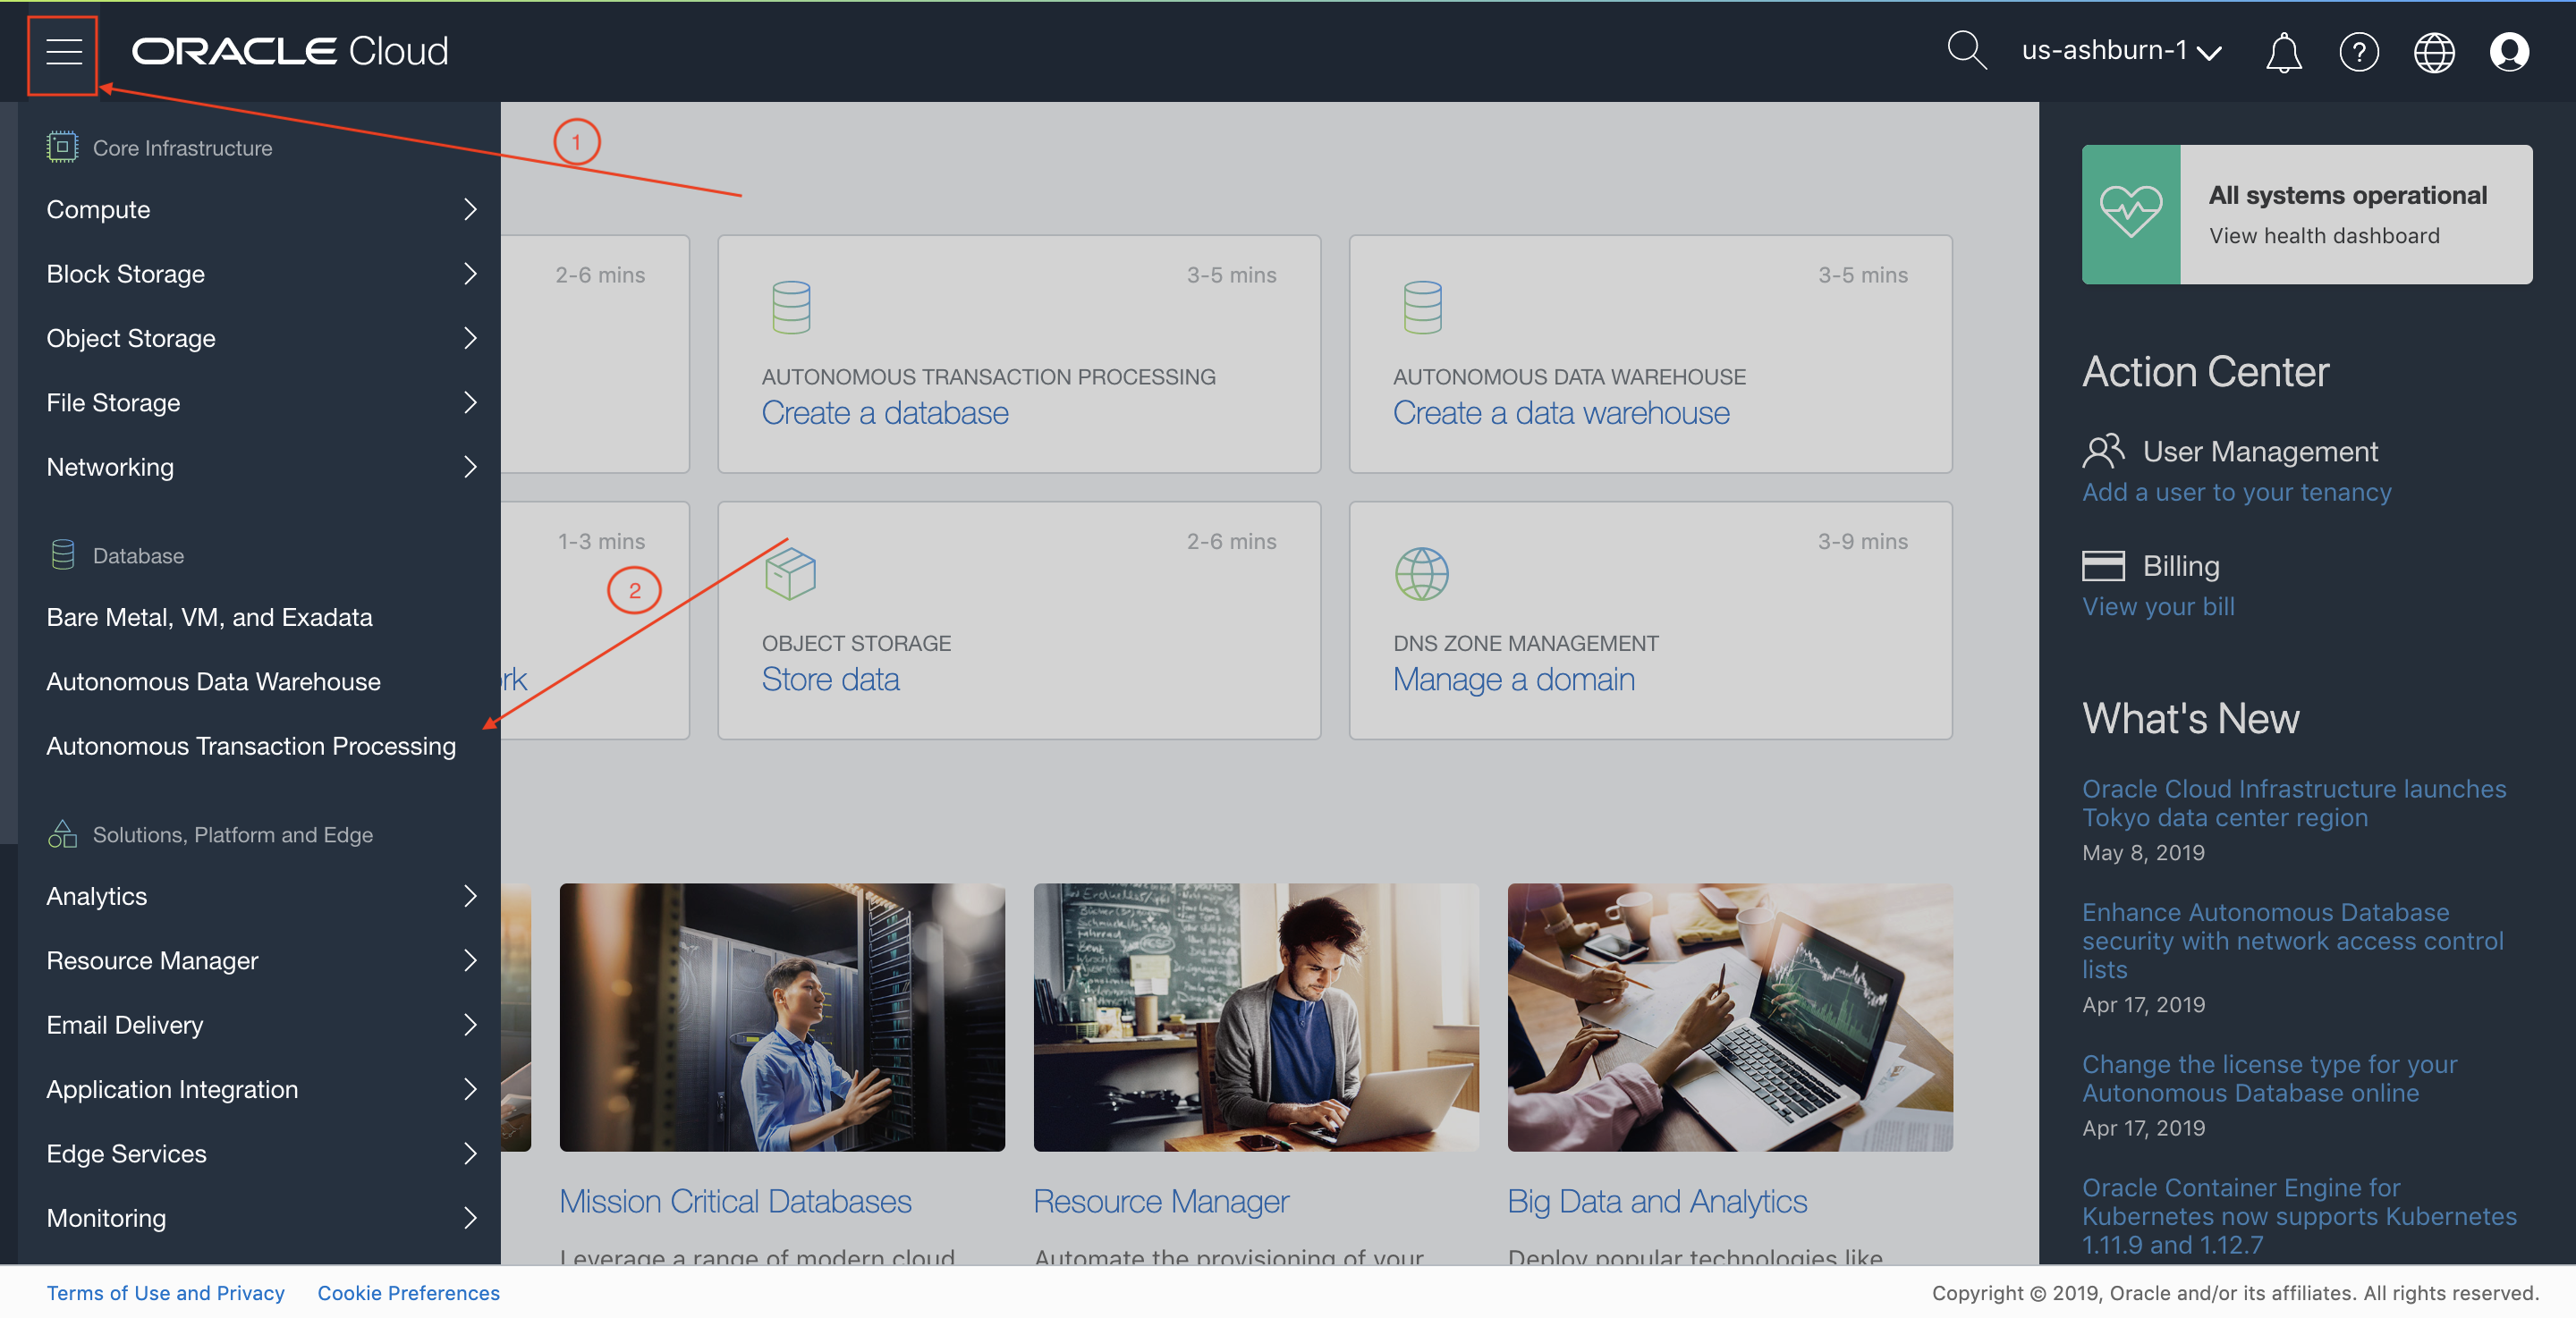 ORACLE Cloud
us-ashburn-1
1
Core Infrastructure
Compute
Block Storage
Object Storage
File Storage
Networking
Database
Bare Metal, VM, and Exadata
Autonomous Data Warehouse
Autonomous Transaction Processing
Solutions, Platform and Edge
Analytics
Resource Manager
Email Delivery
Application Integration
Edge Services
Monitoring
2-6 mins
3-5 mins
AUTONOMOUS TRANSACTION PROCESSING
Create a database
3-5 mins
AUTONOMOUS DATA WAREHOUSE
Create a data warehouse
1-3 mins
2
rk
2-6 mins
OBJECT STORAGE
Store data
3-9 mins
DNS ZONE MANAGEMENT
Manage a domain
Mission Critical Databases
Leverage a range of modern cloud
Resource Manager
Automate the provisioning of your
Big Data and Analytics
Deploy popular technologies like
All systems operational
View health dashboard
Action Center
User Management
Add a user to your tenancy
Billing
View your bill
What's New
Oracle Cloud Infrastructure launches
Tokyo data center region
May 8, 2019
Enhance Autonomous Database
security with network access control
lists
Apr 17, 2019
Change the license type for your
Autonomous Database online
Apr 17, 2019
Oracle Container Engine for
Kubernetes now supports Kubernetes
1.11.9 and 1.12.7
Terms of Use and Privacy
Cookie Preferences
Copyright © 2019, Oracle and/or its affiliates. All rights reserved.